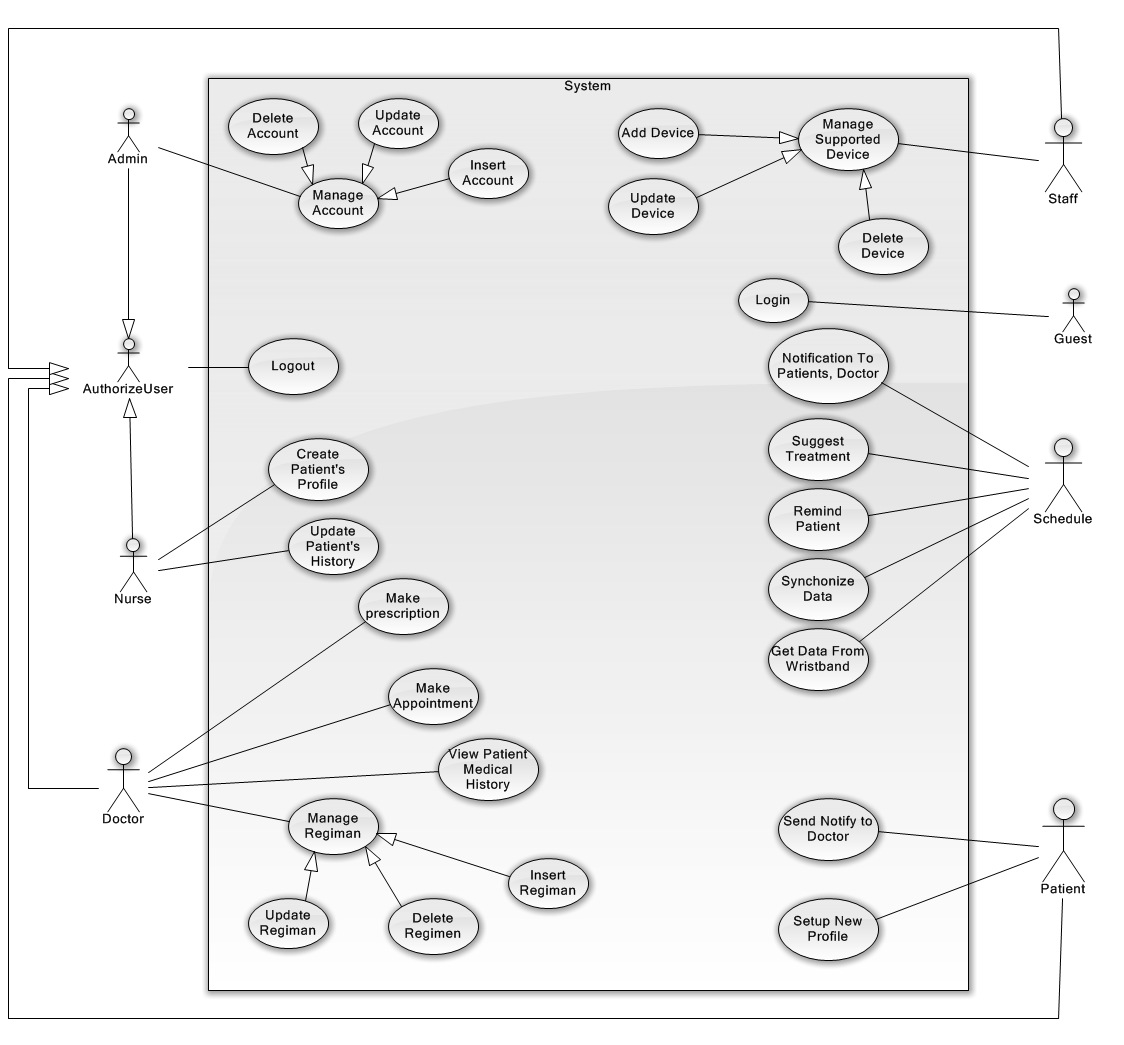 System
Delete
Account
Update
Account
Insert
Account
Manage
Account
Admin
Add Device
Manage
Supported
Device
Update
Device
Delete
Device
Staff
Login
Guest
AuthorizeUser
Logout
Notification To
Patients, Doctor
Suggest
Treatment
Remind
Patient
Synchonize
Data
Get Data From
Wristband
Schedule
Create
Patient's
Profile
Update
Patient's
History
Nurse
Make
prescription
Make
Appointment
View Patient
Medical
History
Doctor
Manage
Regiman
Insert
Regiman
Update
Regiman
Delete
Regimen
Send Notify to
Doctor
Setup New
Profile
Patient